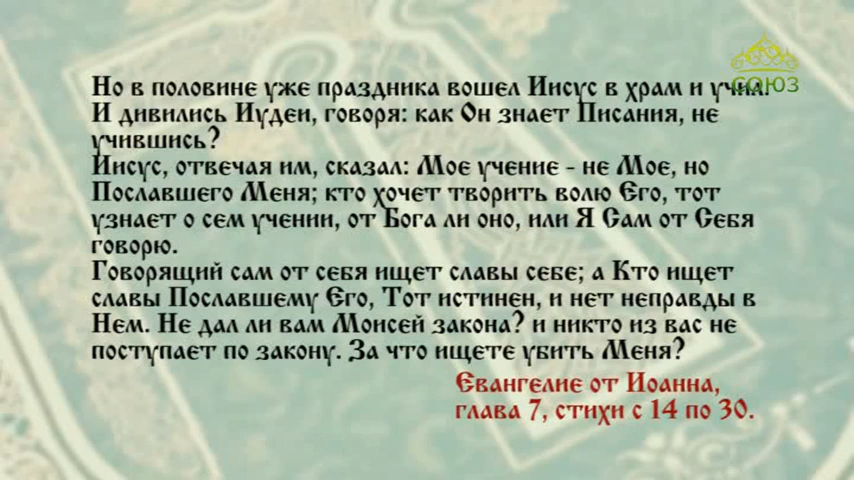 Но в половине уже праздника вошел Иисус в храм и учил.
СОЮЗ
И дивились Иудеи, говоря: как Он знает Писания, не
учившись?
Иисус, отвечая им, сказал: Мое учение - не Мое, но
Пославшего Меня; кто хочет творить волю Его, тот
узнает о сем учении, от Бога ли оно, или Я Сам от Себя
говорю.
Говорящий сам от себя ищет славы себе; а Кто ищет
славы Пославшему Его, Тот истинен, и нет неправды в
Нем. Не дал ли вам Моисей закона? и никто из вас не
поступает по закону. За что ищете убить Меня?
Евангелие от Иоанна,
глава 7, стихи с 14 по 30.